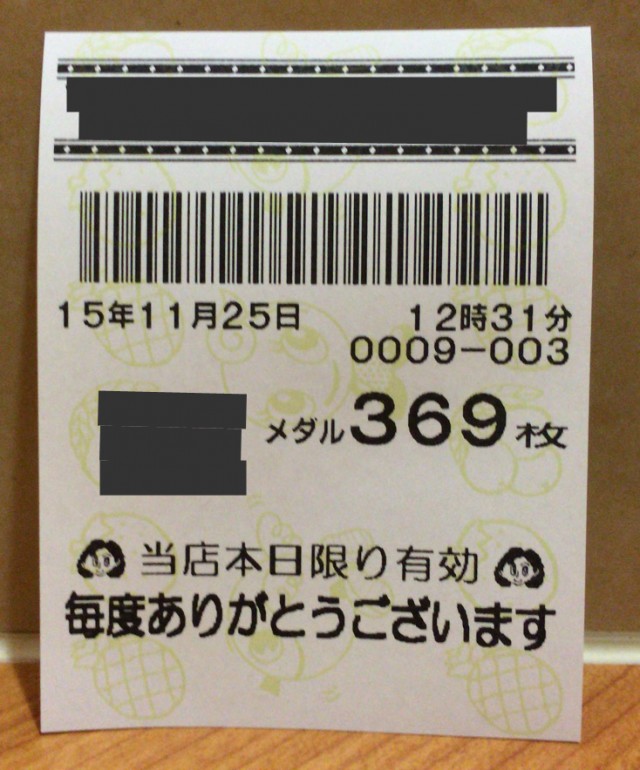 15年11月25日 12時31分
0009-003
メダル369枚
当店本日限り有効
毎度ありがとうございます